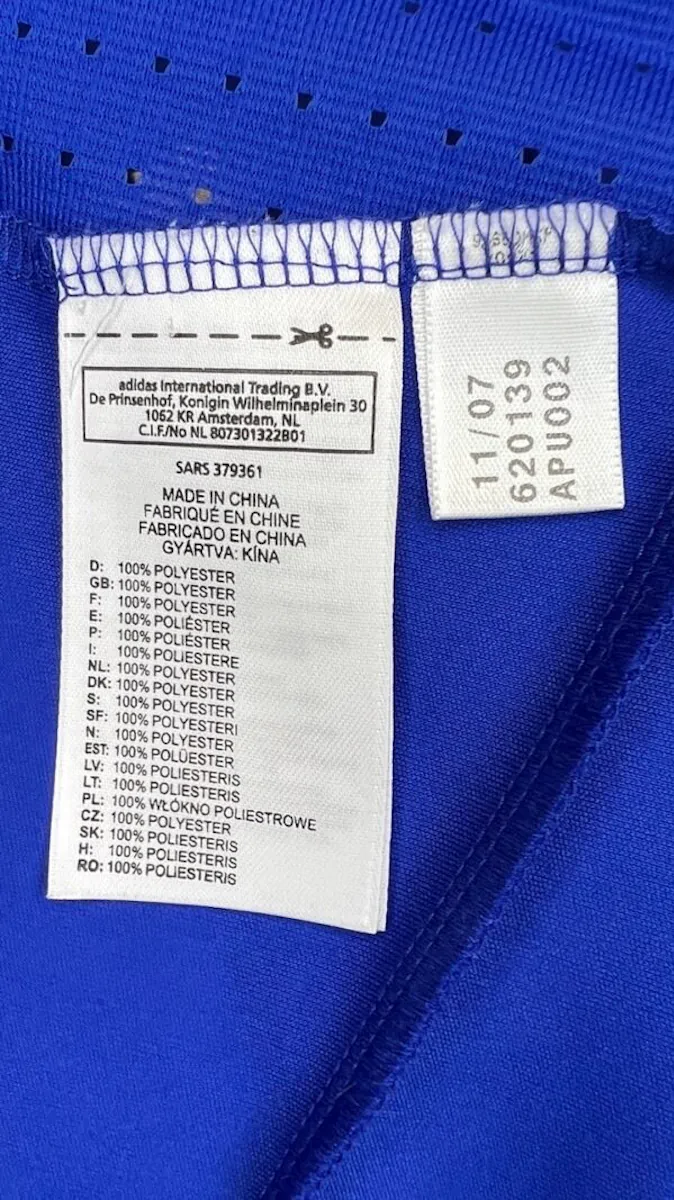 adidas International Trading B.V.
De Prinsenhof, Konigin Wilhelminaplein 30
1062 KR Amsterdam, NL
C.I.F./No NL 807301322B01
SARS 379361
MADE IN CHINA
FABRIQUÉ EN CHINE
FABRICADO EN CHINA
GYÁRTVA: KÍNA
D: 100% POLYESTER
GB: 100% POLYESTER
F: 100% POLYESTER
E: 100% POLIÉSTER
P: 100% POLIÉSTER
I: 100% POLIESTERE
NL: 100% POLYESTER
DK: 100% POLYESTER
S: 100% POLYESTER
SF: 100% POLYESTERI
N: 100% POLYESTER
EST: 100% POLÜESTER
LV: 100% POLIESTERIS
LT: 100% POLIESTERIS
PL: 100% WŁÓKNO POLIESTROWE
CZ: 100% POLYESTER
SK: 100% POLIESTERIS
H: 100% POLIESTERIS
RO: 100% POLIESTERIS
11/07
620139
APU002